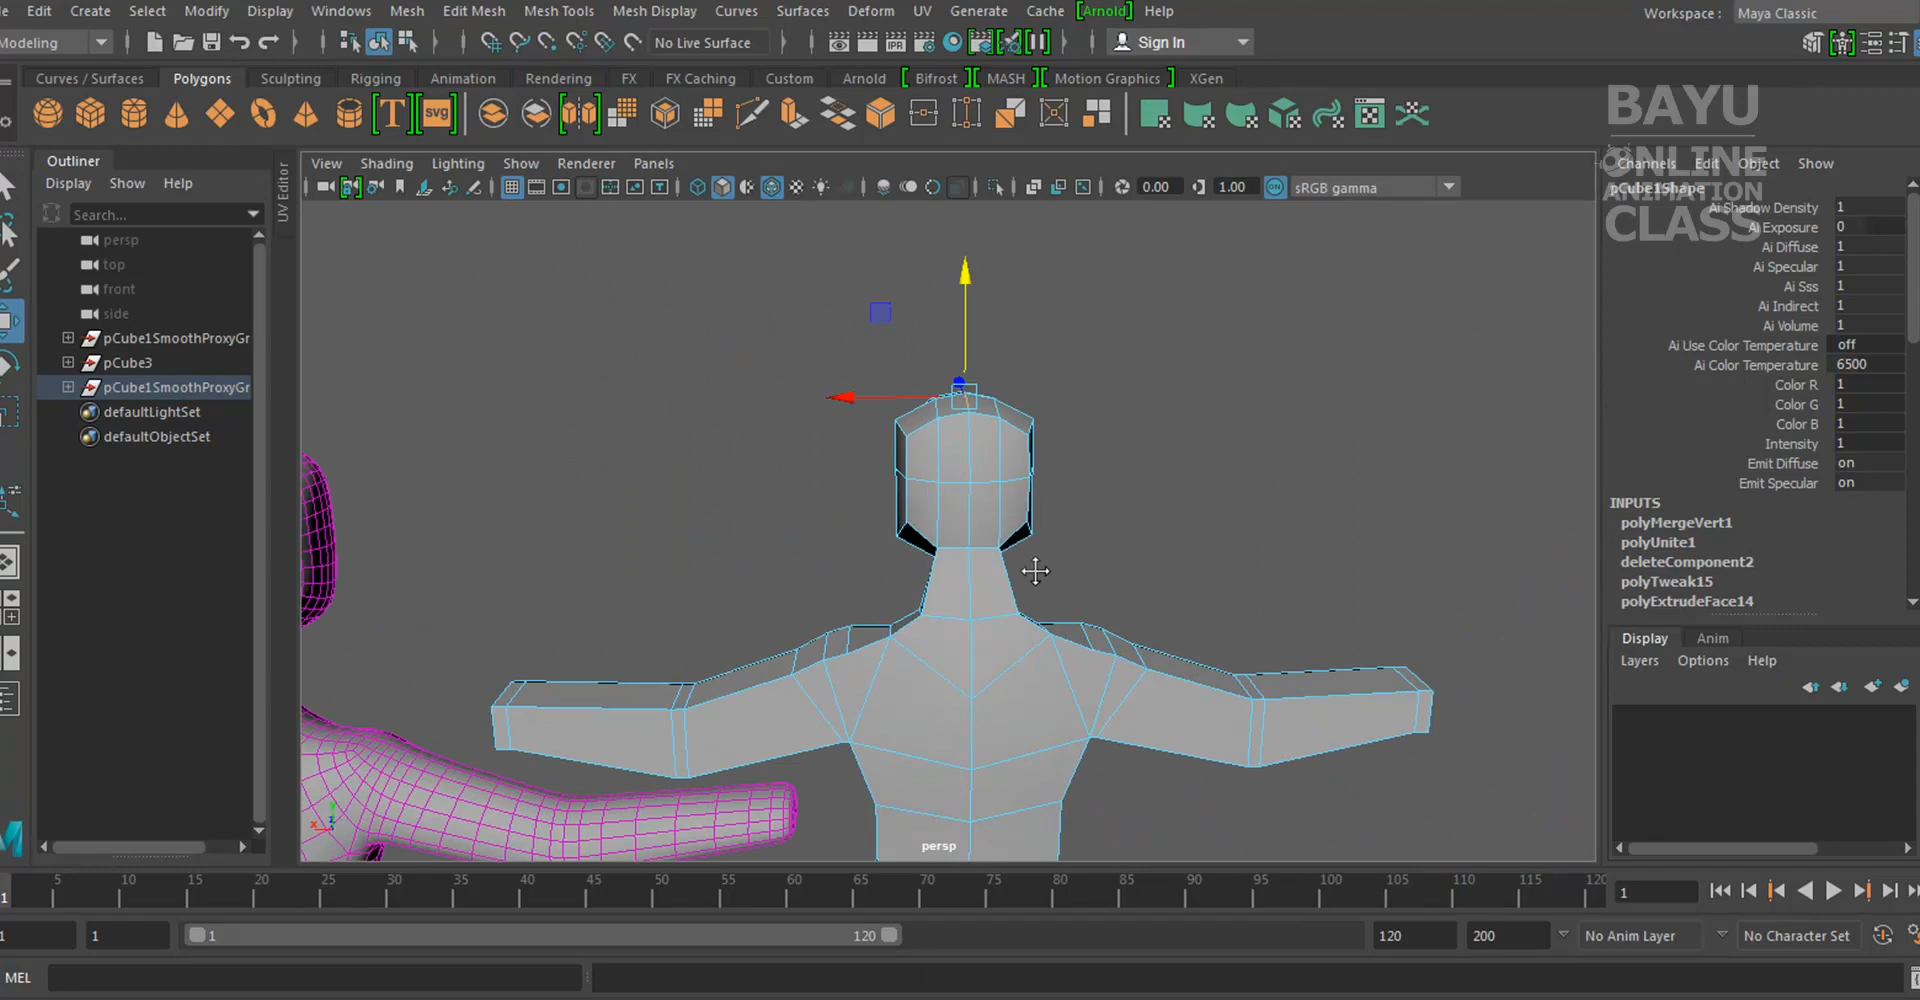 Edit Create Select Modify Display Windows Mesh Edit Mesh Mesh Tools Mesh Display Curves Surfaces Deform UV Generate Cache [Arnold] Help
Workspace : Maya Classic
Modeling
No Live Surface
IPR
Sign In
Curves / Surfaces Polygons Sculpting Rigging Animation Rendering FX FX Caching Custom Arnold Bifrost MASH Motion Graphics XGen
T svg
BAYU
ONLINE
ANIMATION
CLASS
Outliner
Display Show Help
Search...
persp
top
front
side
pCube1SmoothProxyGr
pCube3
pCube1SmoothProxyGr
defaultLightSet
defaultObjectSet
UV Editor
View Shading Lighting Show Renderer Panels
0.00 1.00 ON sRGB gamma
persp
x y z
Channels Edit Object Show
pCube1Shape
Ai Shadow Density 1
Ai Exposure 0
Ai Diffuse 1
Ai Specular 1
Ai Sss 1
Ai Indirect 1
Ai Volume 1
Ai Use Color Temperature off
Ai Color Temperature 6500
Color R 1
Color G 1
Color B 1
Intensity 1
Emit Diffuse on
Emit Specular on
INPUTS
polyMergeVert1
polyUnite1
deleteComponent2
polyTweak15
polyExtrudeFace14
Display Anim
Layers Options Help
1 5 10 15 20 25 30 35 40 45 50 55 60 65 70 75 80 85 90 95 100 105 110 115 120
1
1 1 1 120 120 200 No Anim Layer No Character Set
MEL